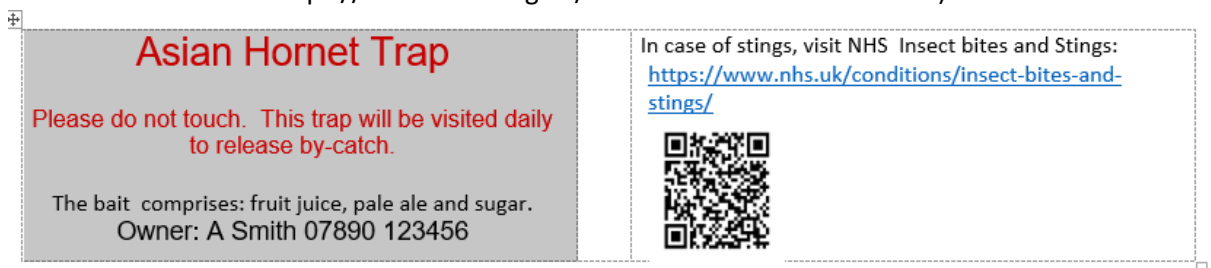 Asian Hornet Trap
Please do not touch.  This trap will be visited daily
to release by-catch.
The bait  comprises: fruit juice, pale ale and sugar.
Owner: A Smith 07890 123456
In case of stings, visit NHS  Insect bites and Stings:
https://www.nhs.uk/conditions/insect-bites-and-
stings/